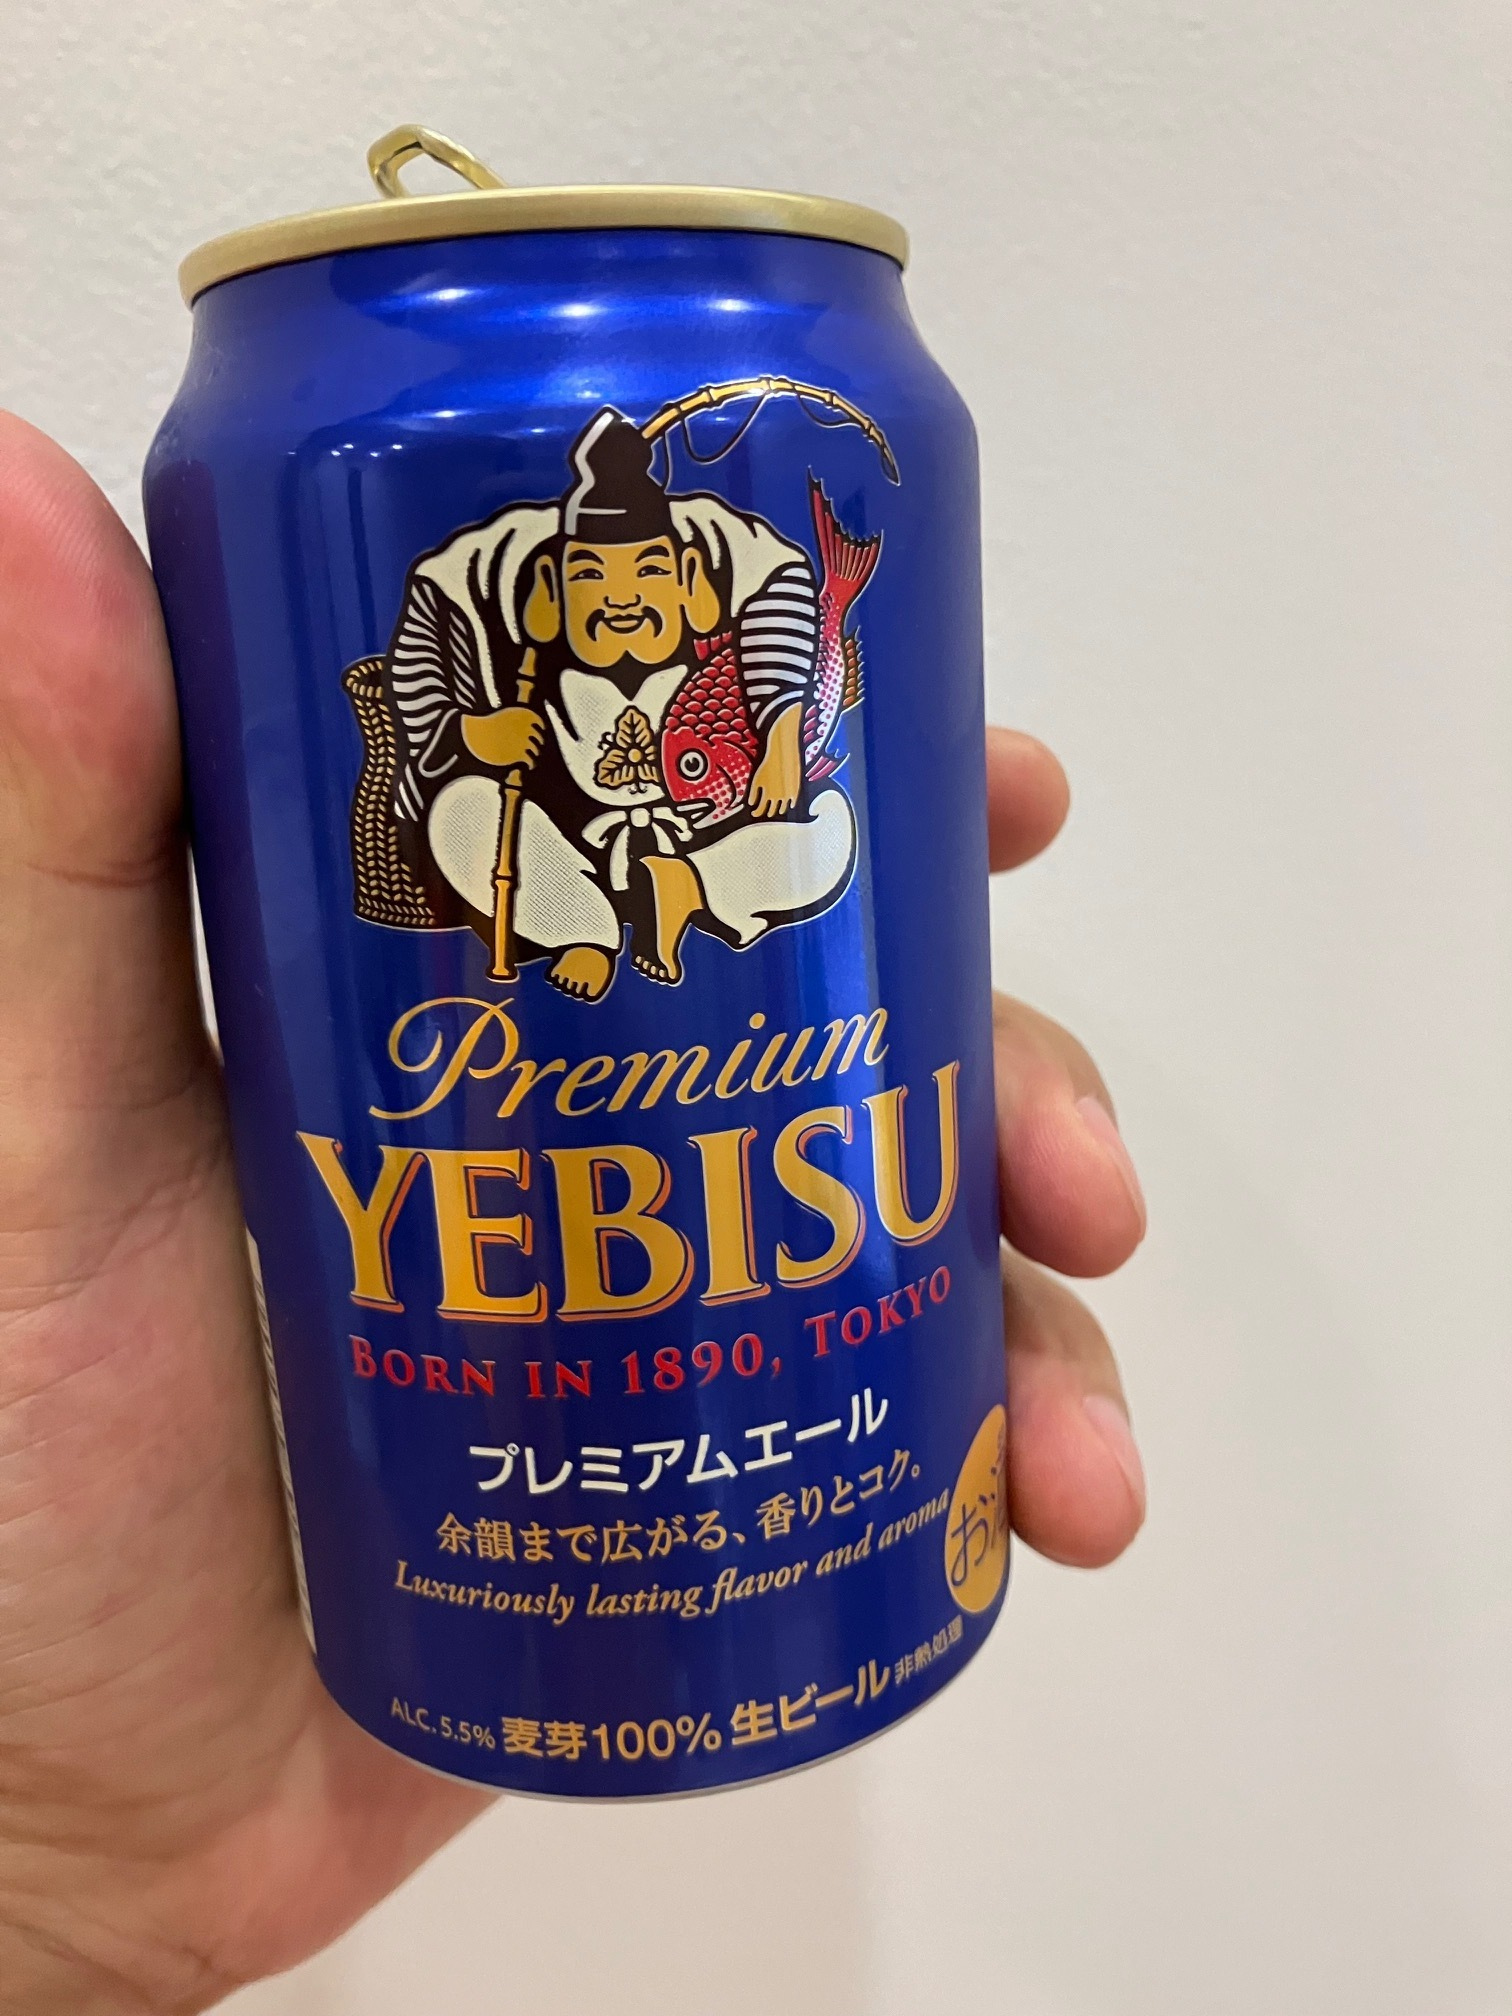 Premium
YEBISU
BORN IN 1890, TOKYO
プレミアムエール
余韻まで広がる、香りとコク。
Luxuriously lasting flavor and aroma
お酒
ALC.5.5% 麦芽100% 生ビール 非熱処理